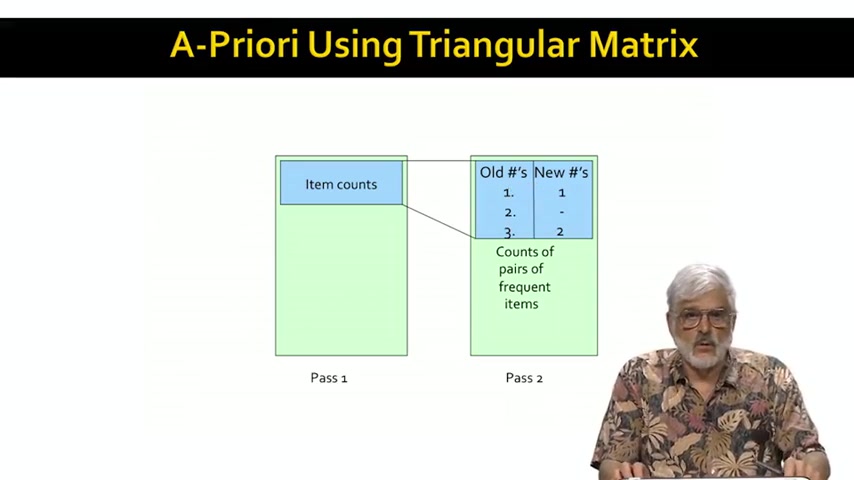 A-Priori Using Triangular Matrix
Item counts
Old #'s New #'s
1. 1
2. -
3. 2
Counts of
pairs of
frequent
items
Pass 1
Pass 2